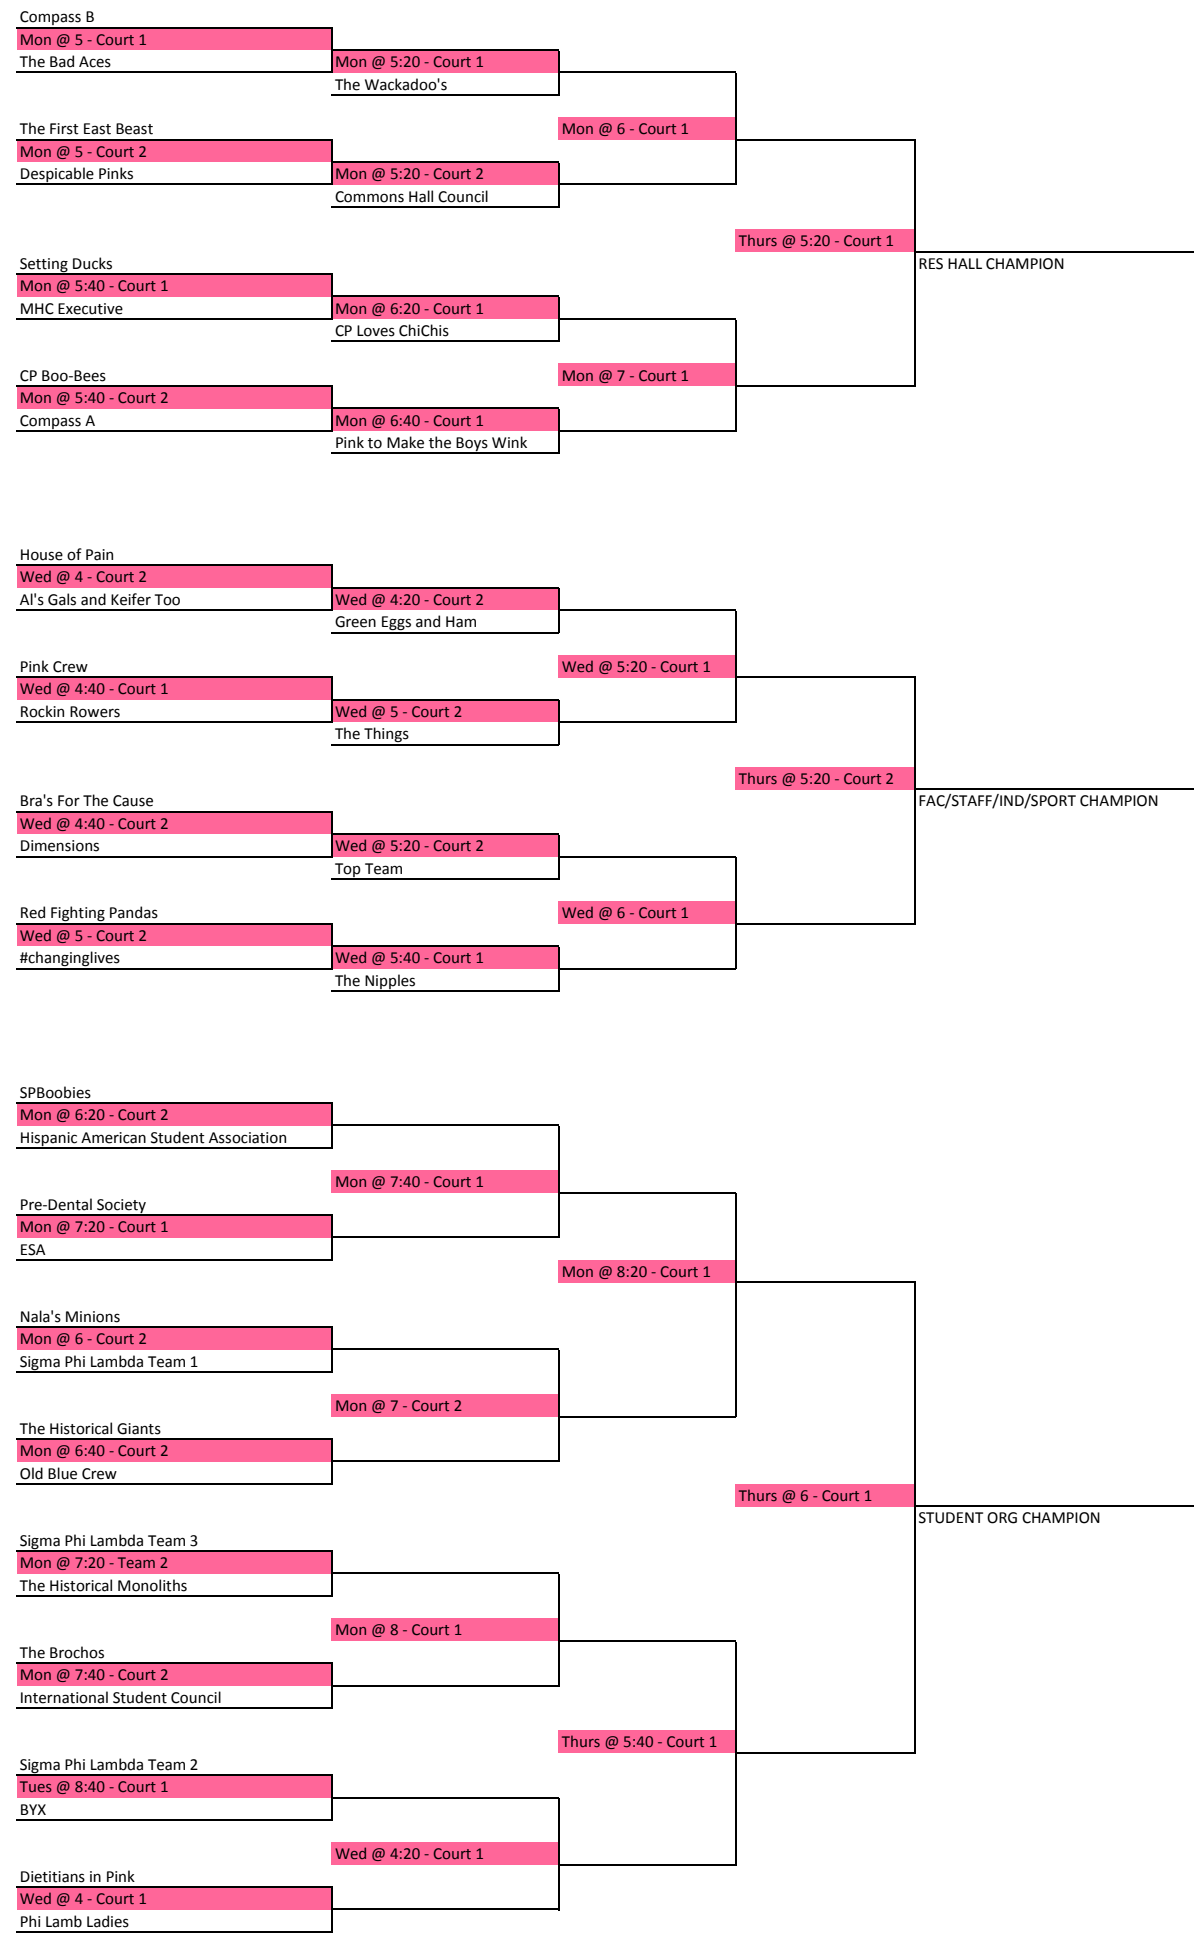 Compass B
Mon @ 5 - Court 1
The Bad Aces
Mon @ 5:20 - Court 1
The Wackadoo's
The First East Beast
Mon @ 6 - Court 1
Mon @ 5 - Court 2
Despicable Pinks
Mon @ 5:20 - Court 2
Commons Hall Council
Thurs @ 5:20 - Court 1
Setting Ducks
RES HALL CHAMPION
Mon @ 5:40 - Court 1
MHC Executive
Mon @ 6:20 - Court 1
CP Loves ChiChis
CP Boo-Bees
Mon @ 7 - Court 1
Mon @ 5:40 - Court 2
Compass A
Mon @ 6:40 - Court 1
Pink to Make the Boys Wink
House of Pain
Wed @ 4 - Court 2
Al's Gals and Keifer Too
Wed @ 4:20 - Court 2
Green Eggs and Ham
Pink Crew
Wed @ 5:20 - Court 1
Wed @ 4:40 - Court 1
Rockin Rowers
Wed @ 5 - Court 2
The Things
Thurs @ 5:20 - Court 2
Bra's For The Cause
FAC/STAFF/IND/SPORT CHAMPION
Wed @ 4:40 - Court 2
Dimensions
Wed @ 5:20 - Court 2
Top Team
Red Fighting Pandas
Wed @ 6 - Court 1
Wed @ 5 - Court 2
#changinglives
Wed @ 5:40 - Court 1
The Nipples
SPBoobies
Mon @ 6:20 - Court 2
Hispanic American Student Association
Mon @ 7:40 - Court 1
Pre-Dental Society
Mon @ 7:20 - Court 1
ESA
Mon @ 8:20 - Court 1
Nala's Minions
Mon @ 6 - Court 2
Sigma Phi Lambda Team 1
Mon @ 7 - Court 2
The Historical Giants
Mon @ 6:40 - Court 2
Old Blue Crew
Thurs @ 6 - Court 1
STUDENT ORG CHAMPION
Sigma Phi Lambda Team 3
Mon @ 7:20 - Team 2
The Historical Monoliths
Mon @ 8 - Court 1
The Brochos
Mon @ 7:40 - Court 2
International Student Council
Thurs @ 5:40 - Court 1
Sigma Phi Lambda Team 2
Tues @ 8:40 - Court 1
BYX
Wed @ 4:20 - Court 1
Dietitians in Pink
Wed @ 4 - Court 1
Phi Lamb Ladies